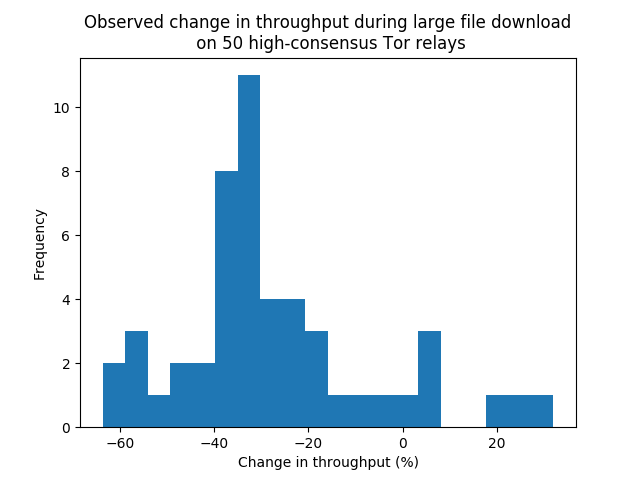 Observed change in throughput during large file download
on 50 high-consensus Tor relays
Frequency
10
8
6
4
2
0
−60
−40
−20
0
20
Change in throughput (%)